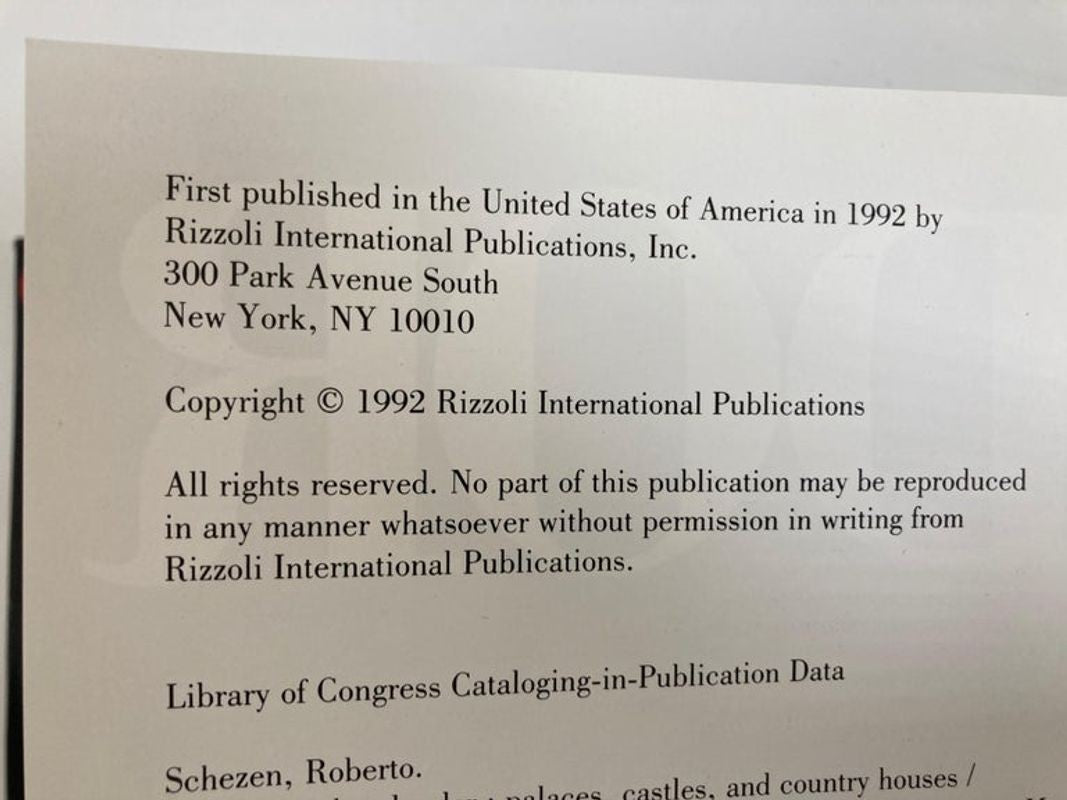 First published in the United States of America in 1992 by
Rizzoli International Publications, Inc.
300 Park Avenue South
New York, NY 10010
Copyright © 1992 Rizzoli International Publications
All rights reserved. No part of this publication may be reproduced
in any manner whatsoever without permission in writing from
Rizzoli International Publications.
Library of Congress Cataloging-in-Publication Data
Schezen, Roberto.
palaces, castles, and country houses /